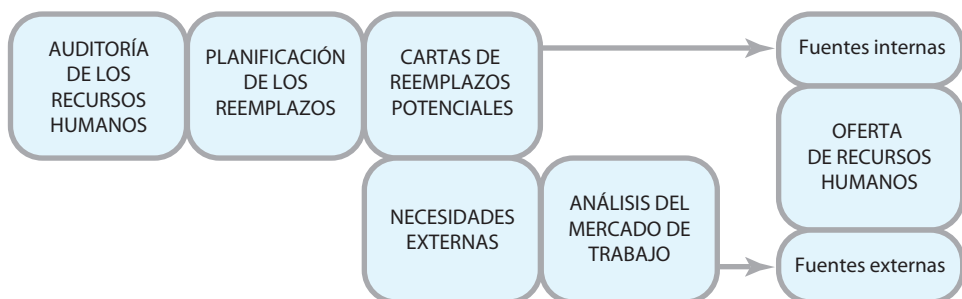 AUDITORÍA
DE LOS
RECURSOS
HUMANOS
PLANIFICACIÓN
DE LOS
REEMPLAZOS
CARTAS DE
REEMPLAZOS
POTENCIALES
Fuentes internas
OFERTA
DE RECURSOS
HUMANOS
NECESIDADES
EXTERNAS
ANÁLISIS DEL
MERCADO DE
TRABAJO
Fuentes externas